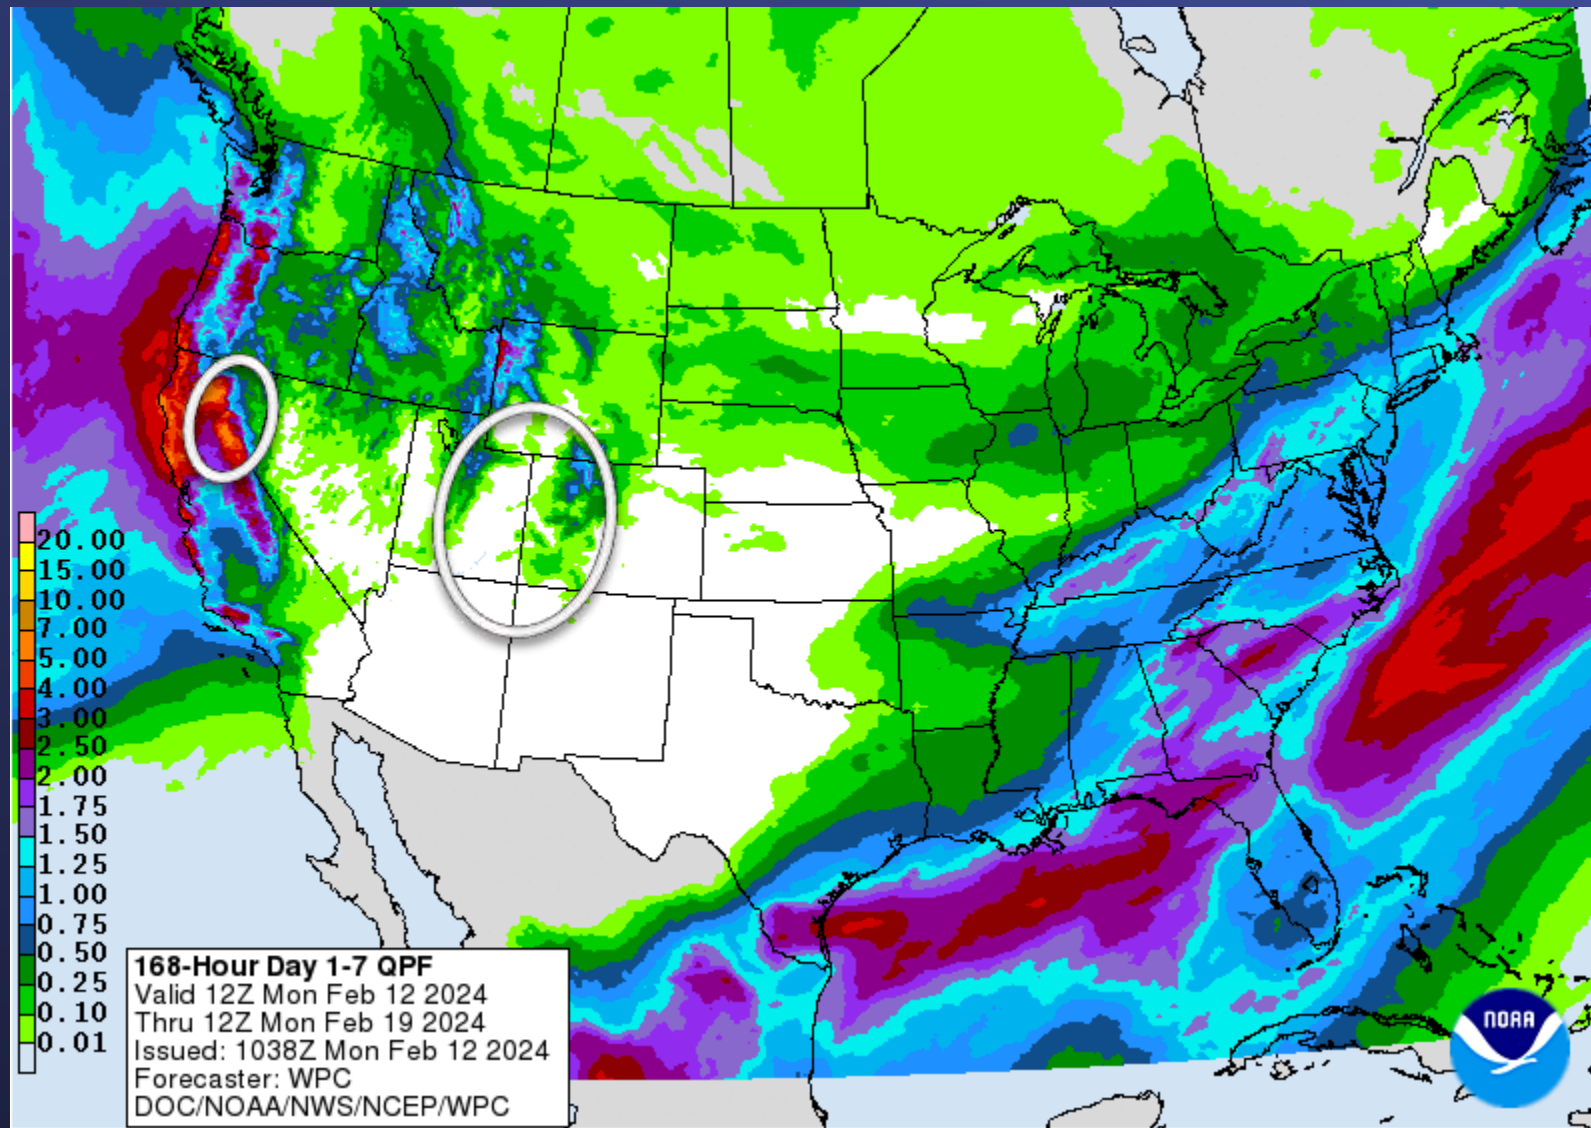 20.00
15.00
10.00
7.00
5.00
4.00
3.00
2.50
2.00
1.75
1.50
1.25
1.00
0.75
0.50
0.25
0.10
0.01
168-Hour Day 1-7 QPF
Valid 12Z Mon Feb 12 2024
Thru 12Z Mon Feb 19 2024
Issued: 1038Z Mon Feb 12 2024
Forecaster: WPC
DOC/NOAA/NWS/NCEP/WPC
NOAA